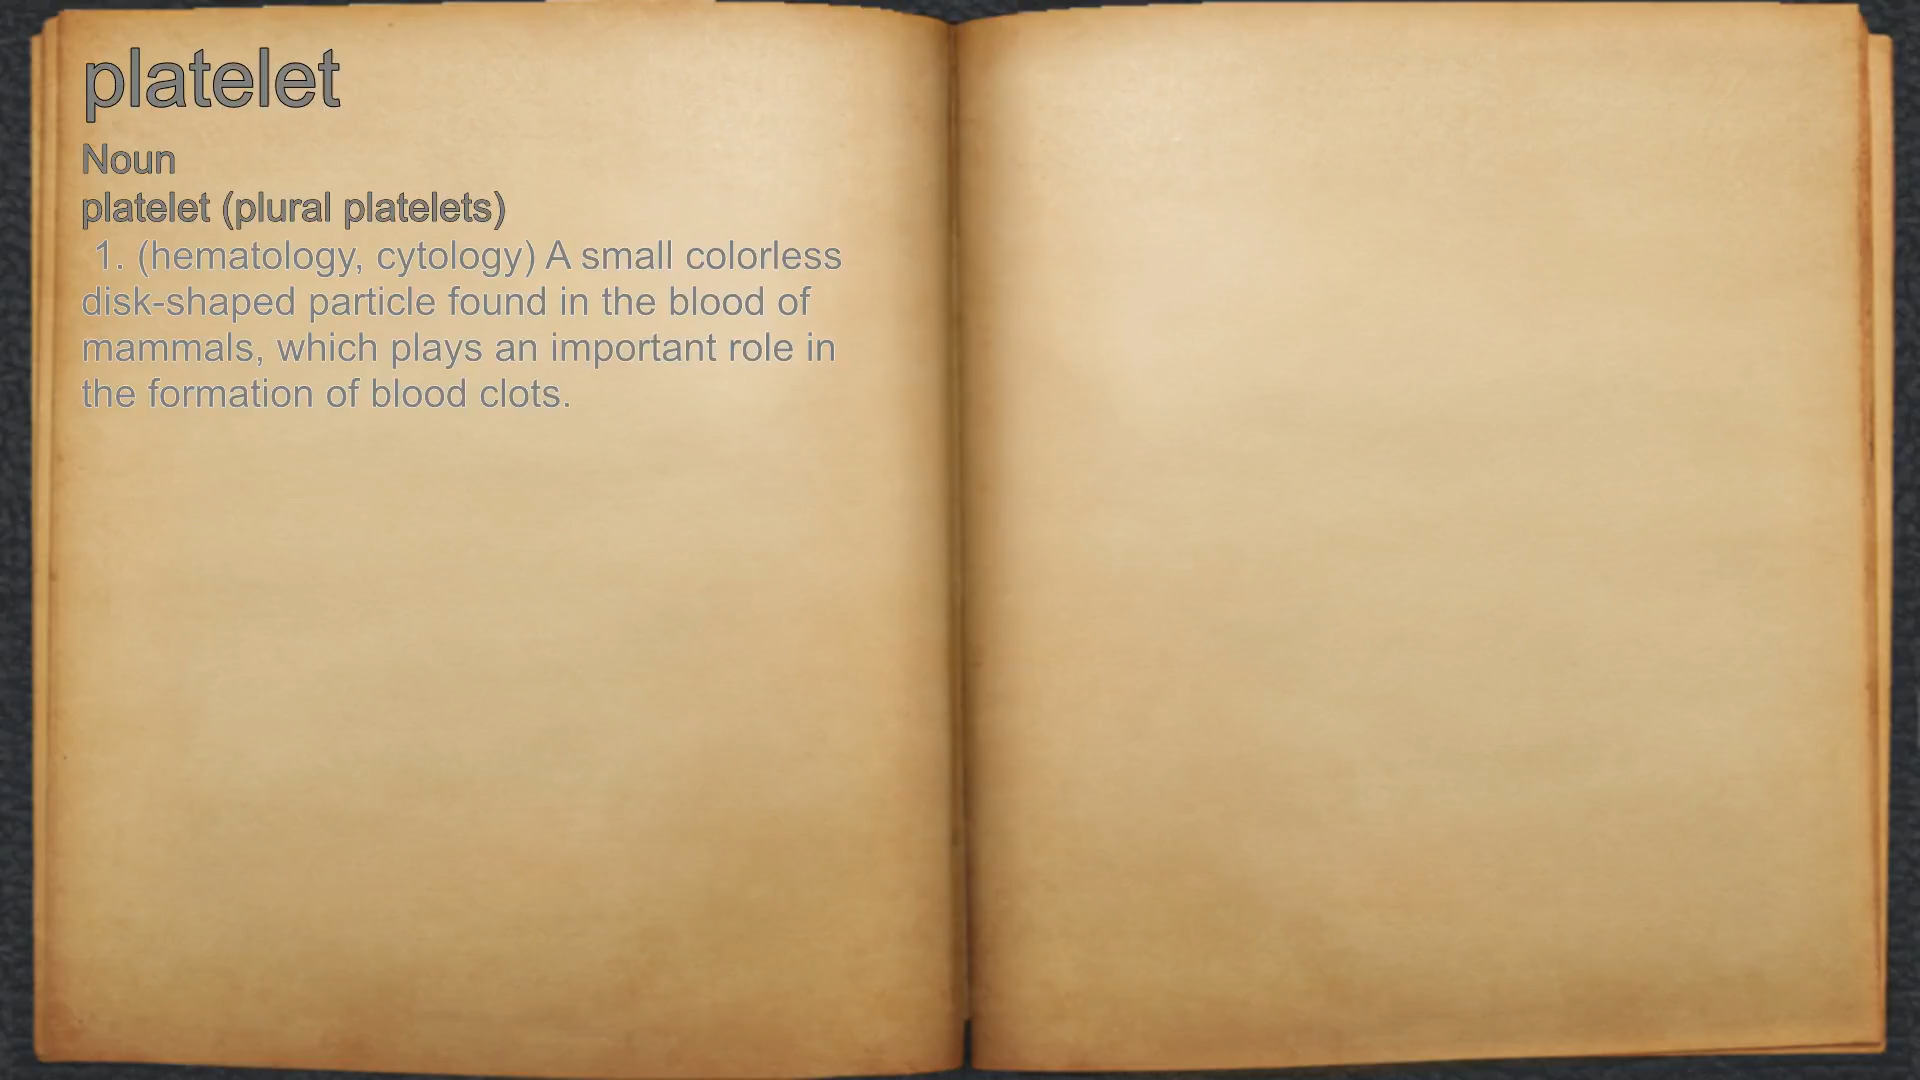 platelet
Noun
platelet (plural platelets)
1. (hematology, cytology) A small colorless
disk-shaped particle found in the blood of
mammals, which plays an important role in
the formation of blood clots.